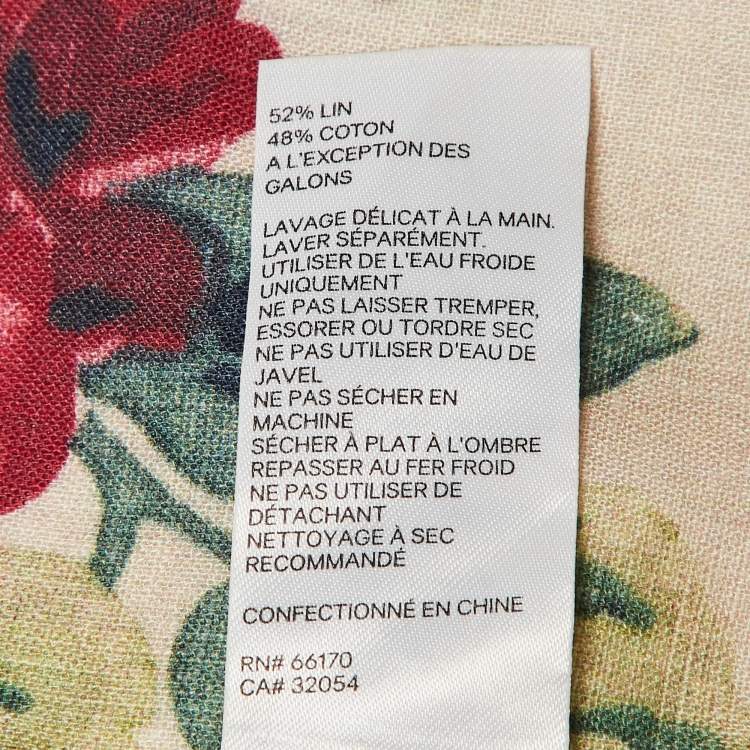 52% LIN
48% COTON
A L'EXCEPTION DES
GALONS
LAVAGE DÉLICAT À LA MAIN.
LAVER SÉPARÉMENT.
UTILISER DE L'EAU FROIDE
UNIQUEMENT
NE PAS LAISSER TREMPER,
ESSORER OU TORDRE SEC
NE PAS UTILISER D'EAU DE
JAVEL
NE PAS SÉCHER EN
MACHINE
SÉCHER À PLAT À L'OMBRE
REPASSER AU FER FROID
NE PAS UTILISER DE
DÉTACHANT
NETTOYAGE À SEC
RECOMMANDÉ
CONFECTIONNÉ EN CHINE
RN# 66170
CA# 32054